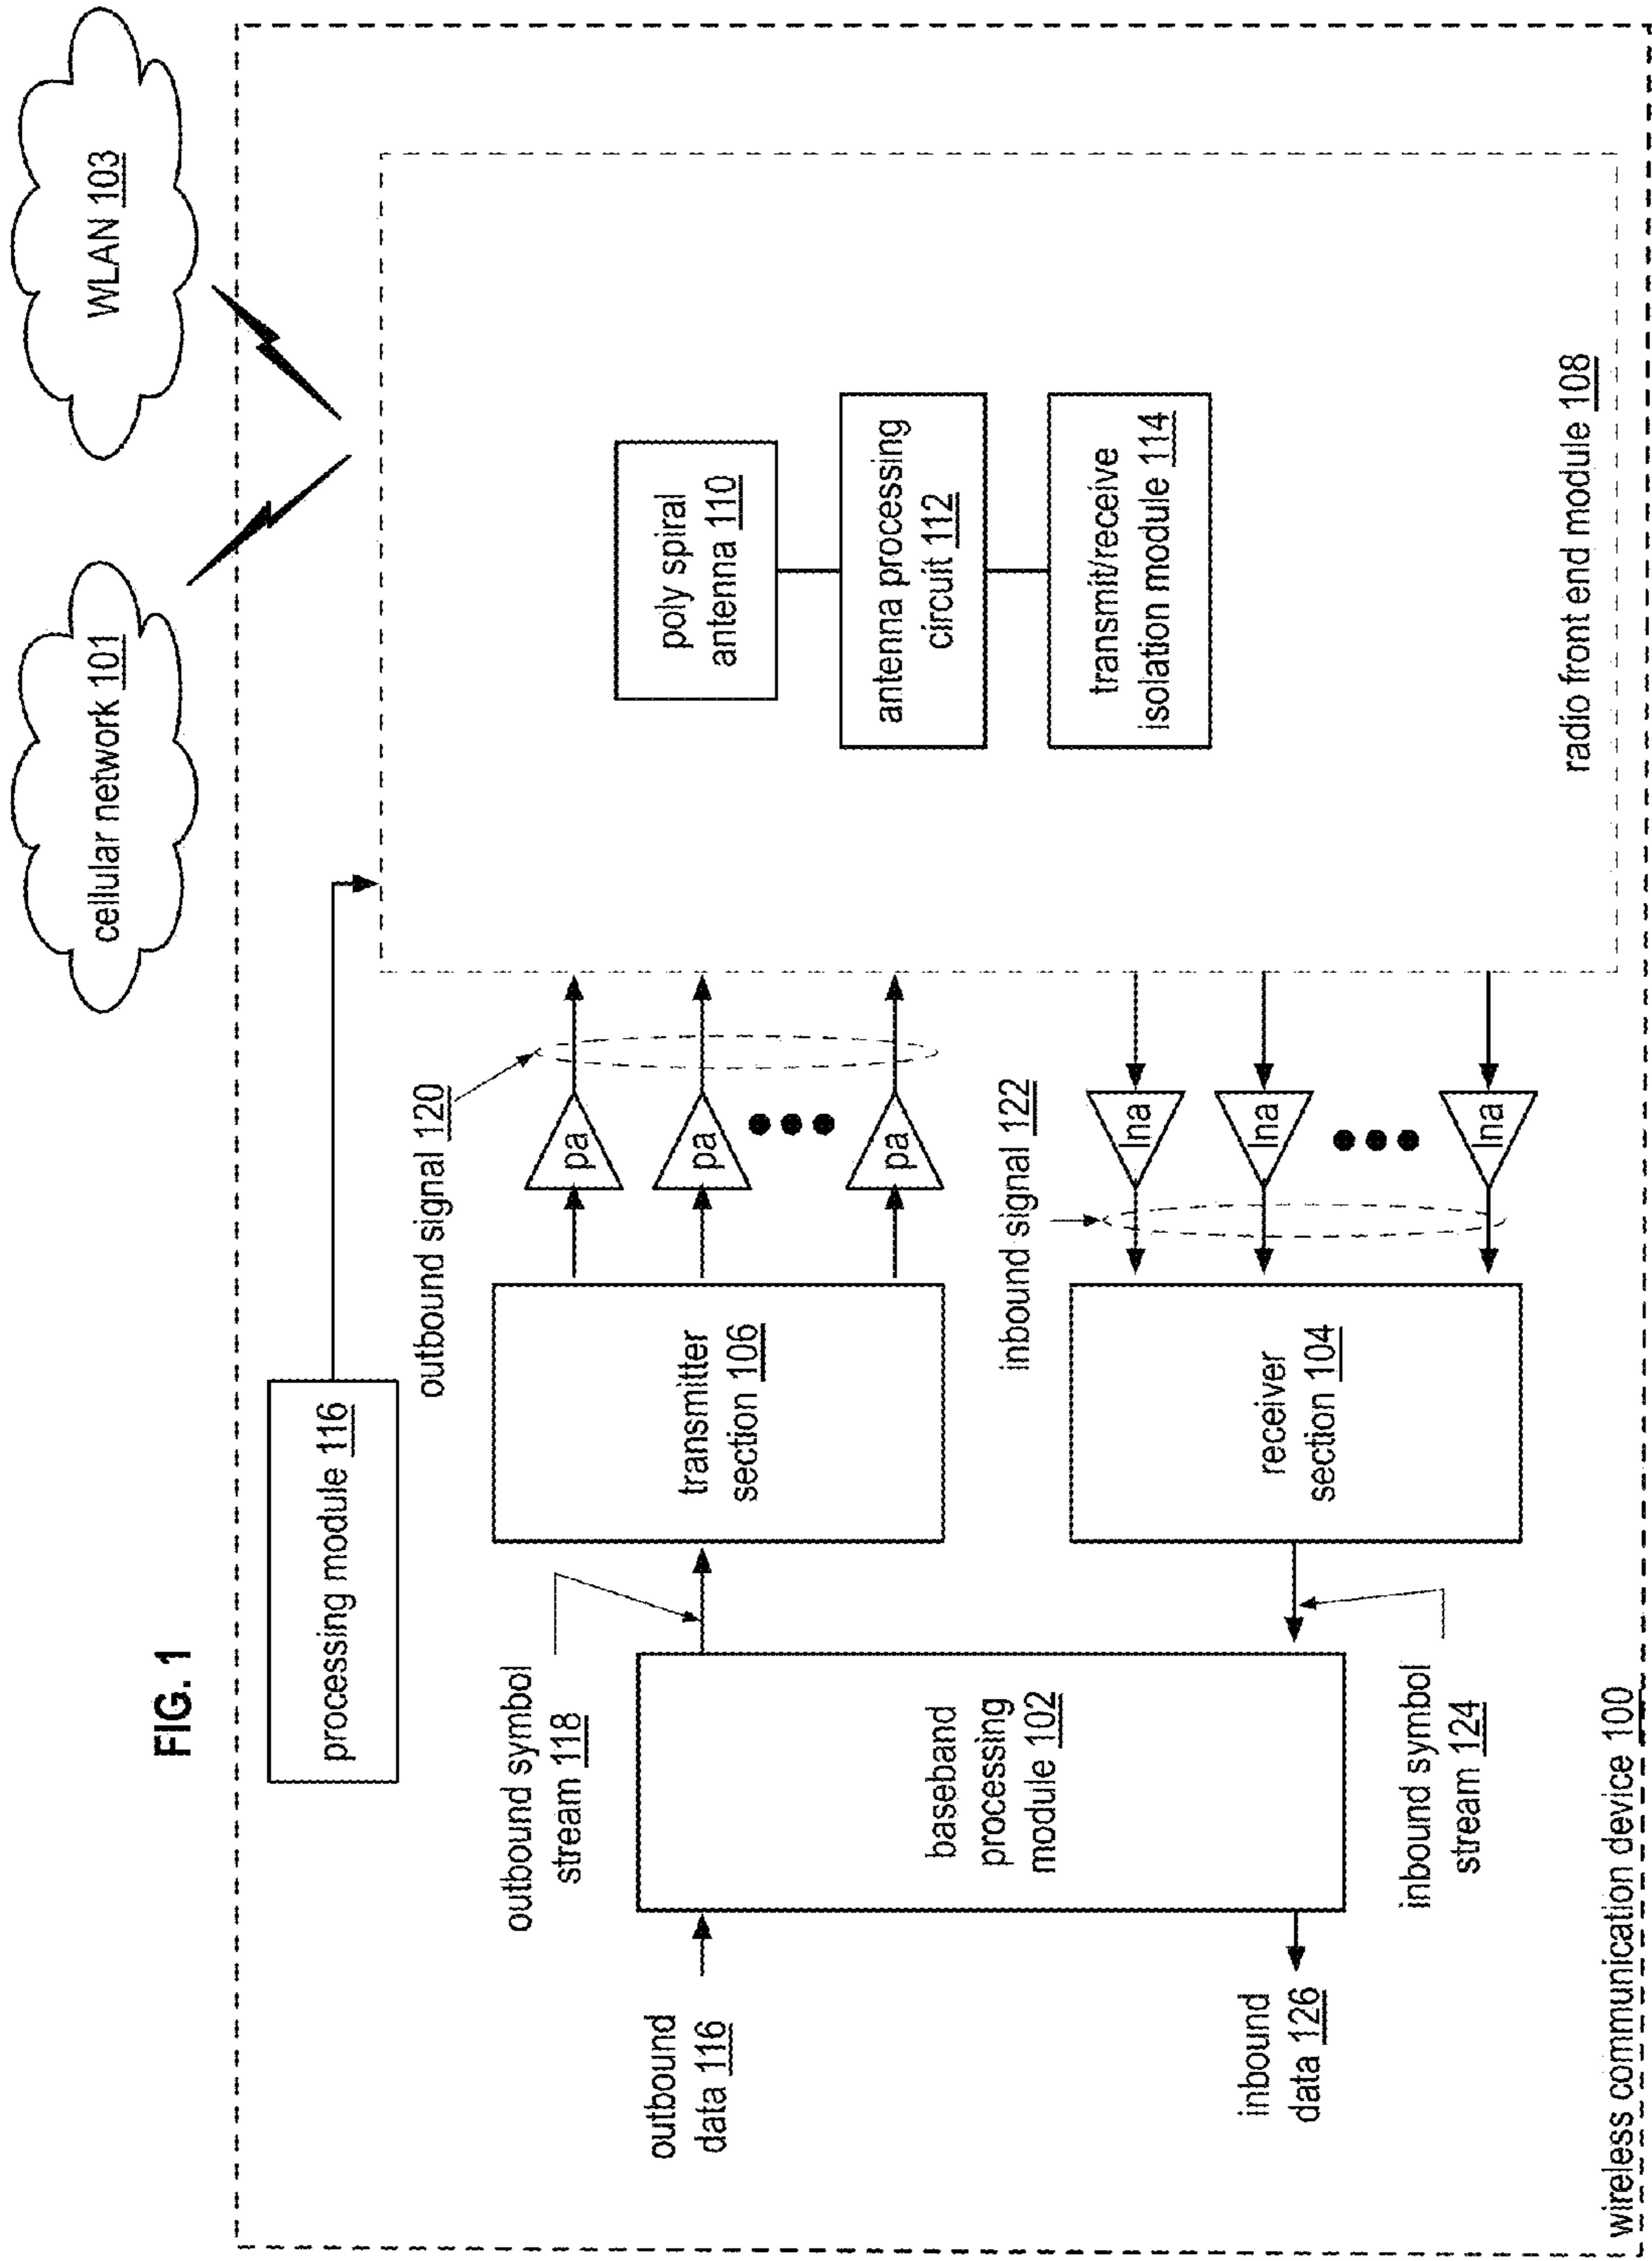 FIG. 1
cellular network 101
WLAN 103
processing module 116
outbound signal 120
outbound symbol
stream 118
outbound
data 116
baseband
processing
module 102
transmitter
section 106
pa
pa
pa
poly spiral
antenna 110
antenna processing
circuit 112
transmit/receive
isolation module 114
inbound signal 122
lna
lna
lna
receiver
section 104
inbound
data 126
inbound symbol
stream 124
radio front end module 108
wireless communication device 100